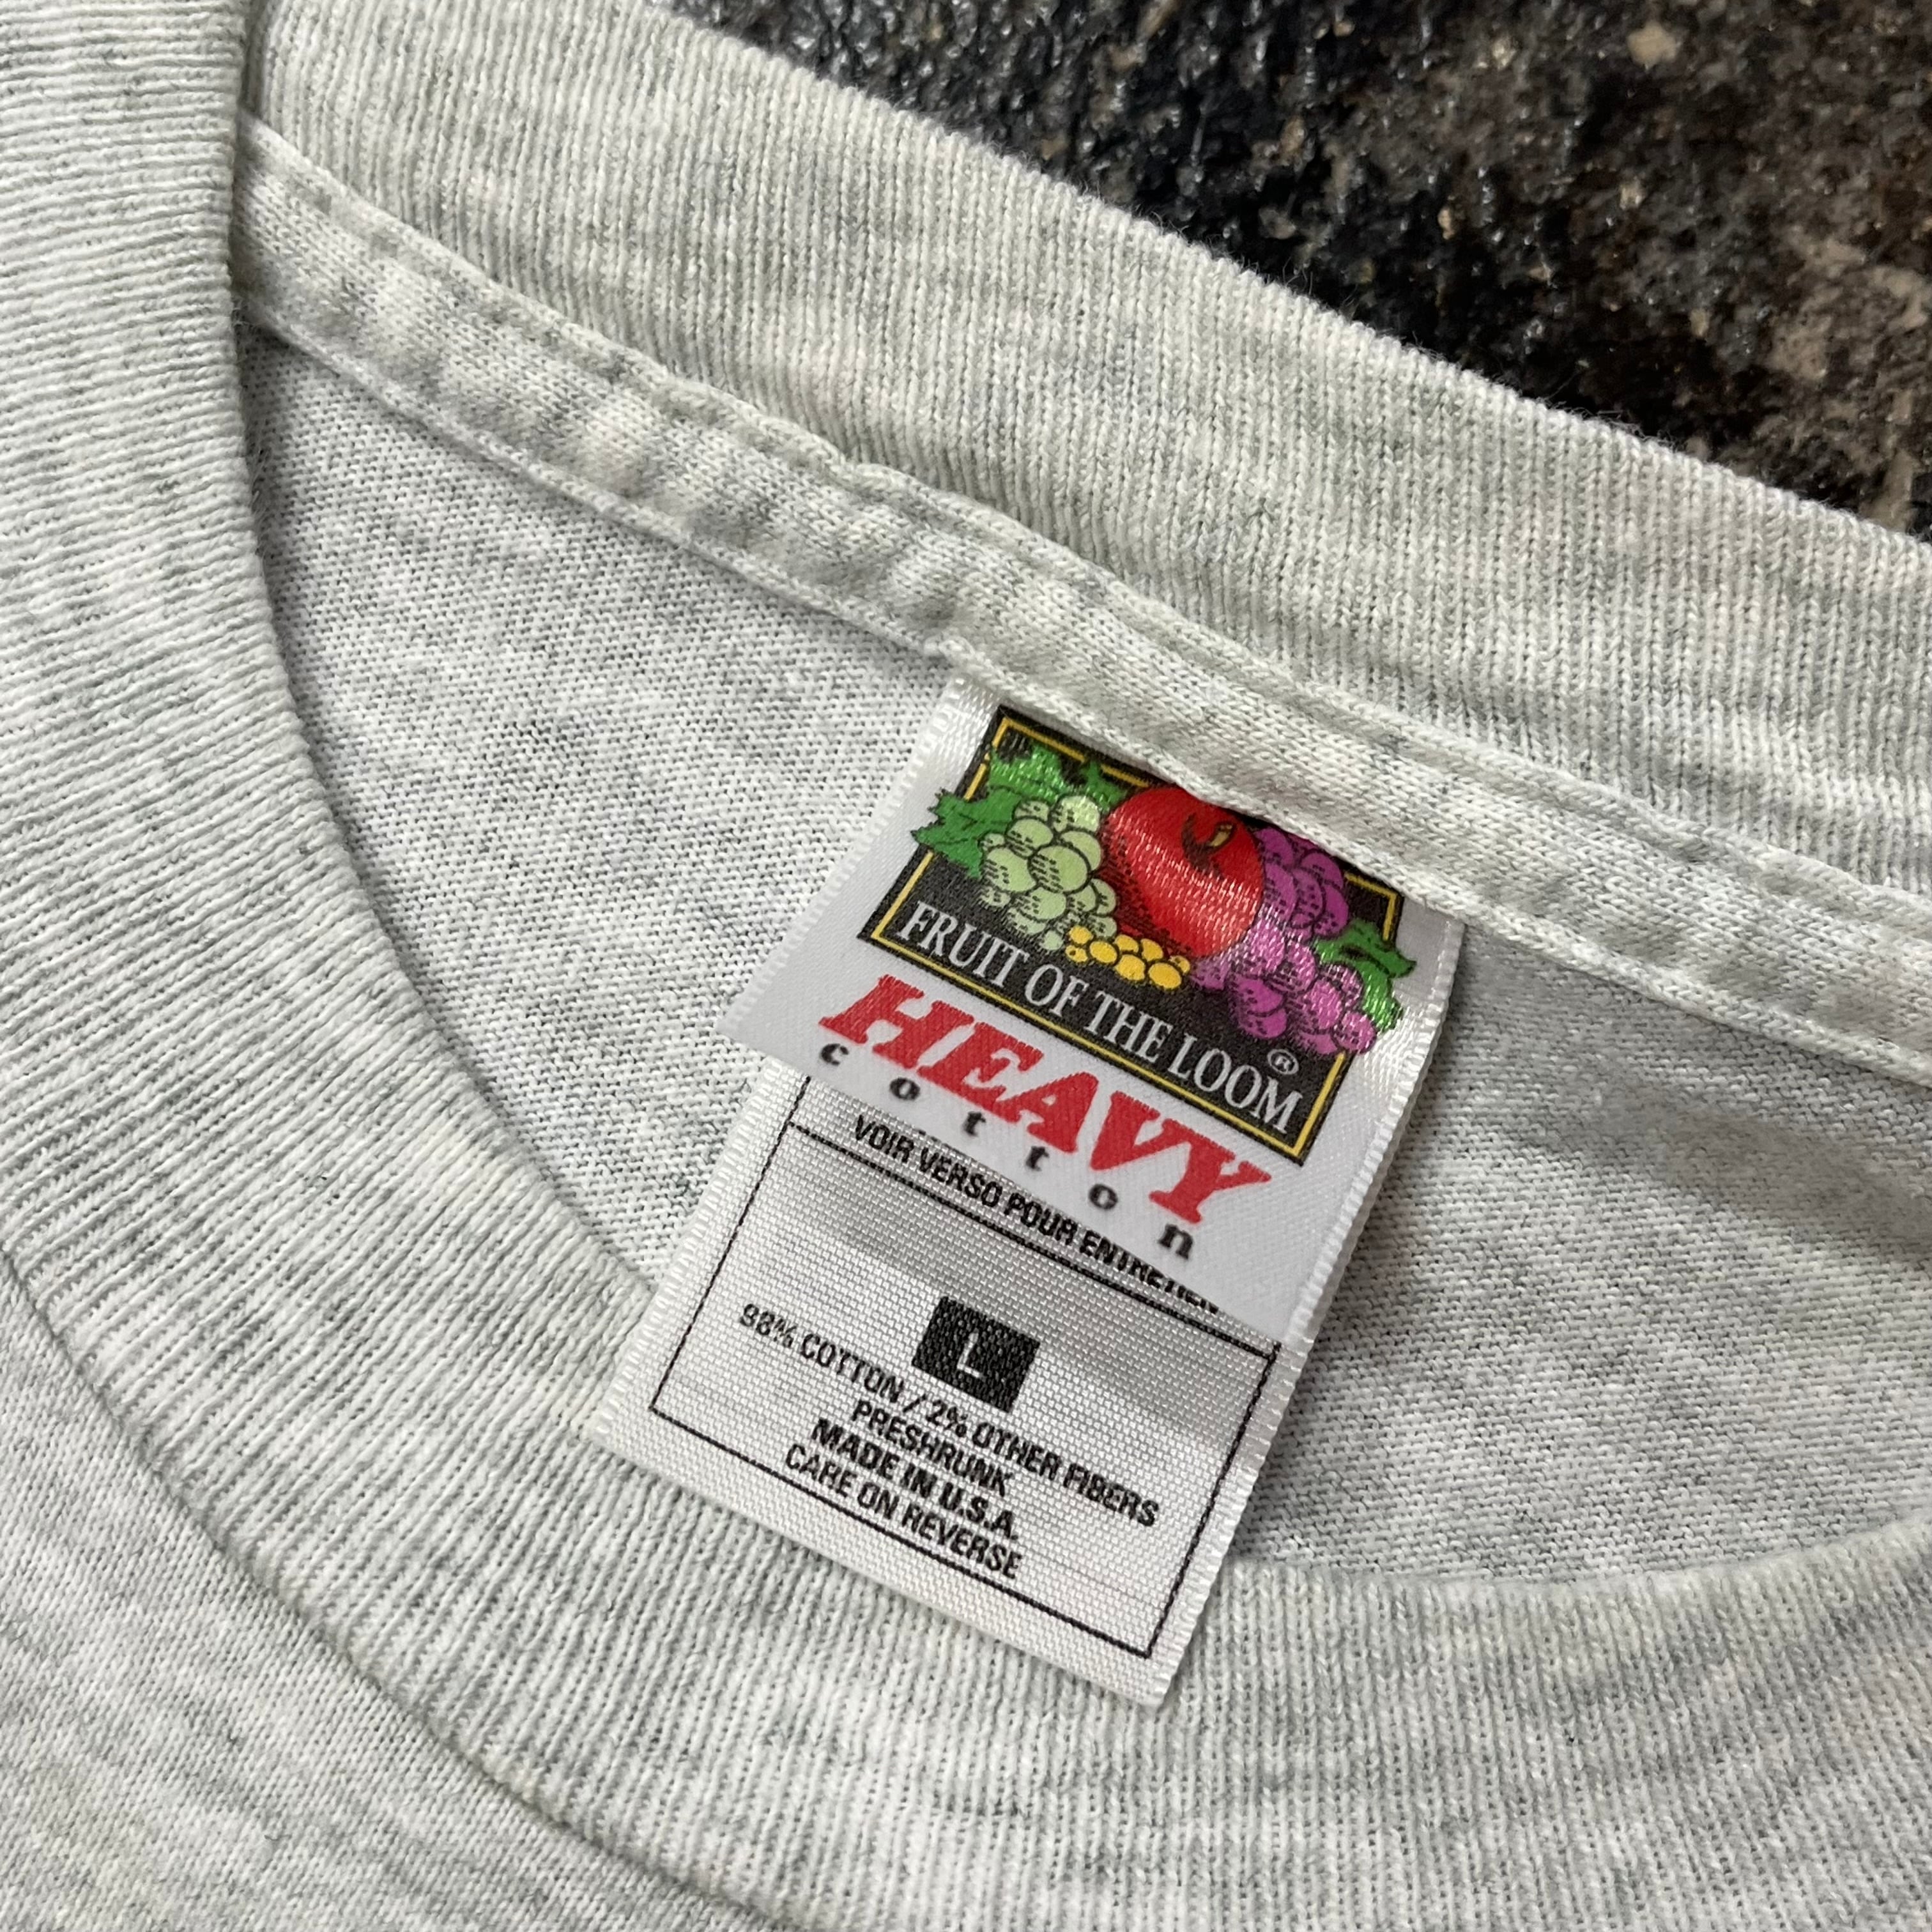 FRUIT OF THE LOOM®
HEAVY
cotton
VOIR VERSO POUR ENTRETIEN
L
98% COTTON / 2% OTHER FIBERS
PRESHRUNK
MADE IN U.S.A.
CARE ON REVERSE